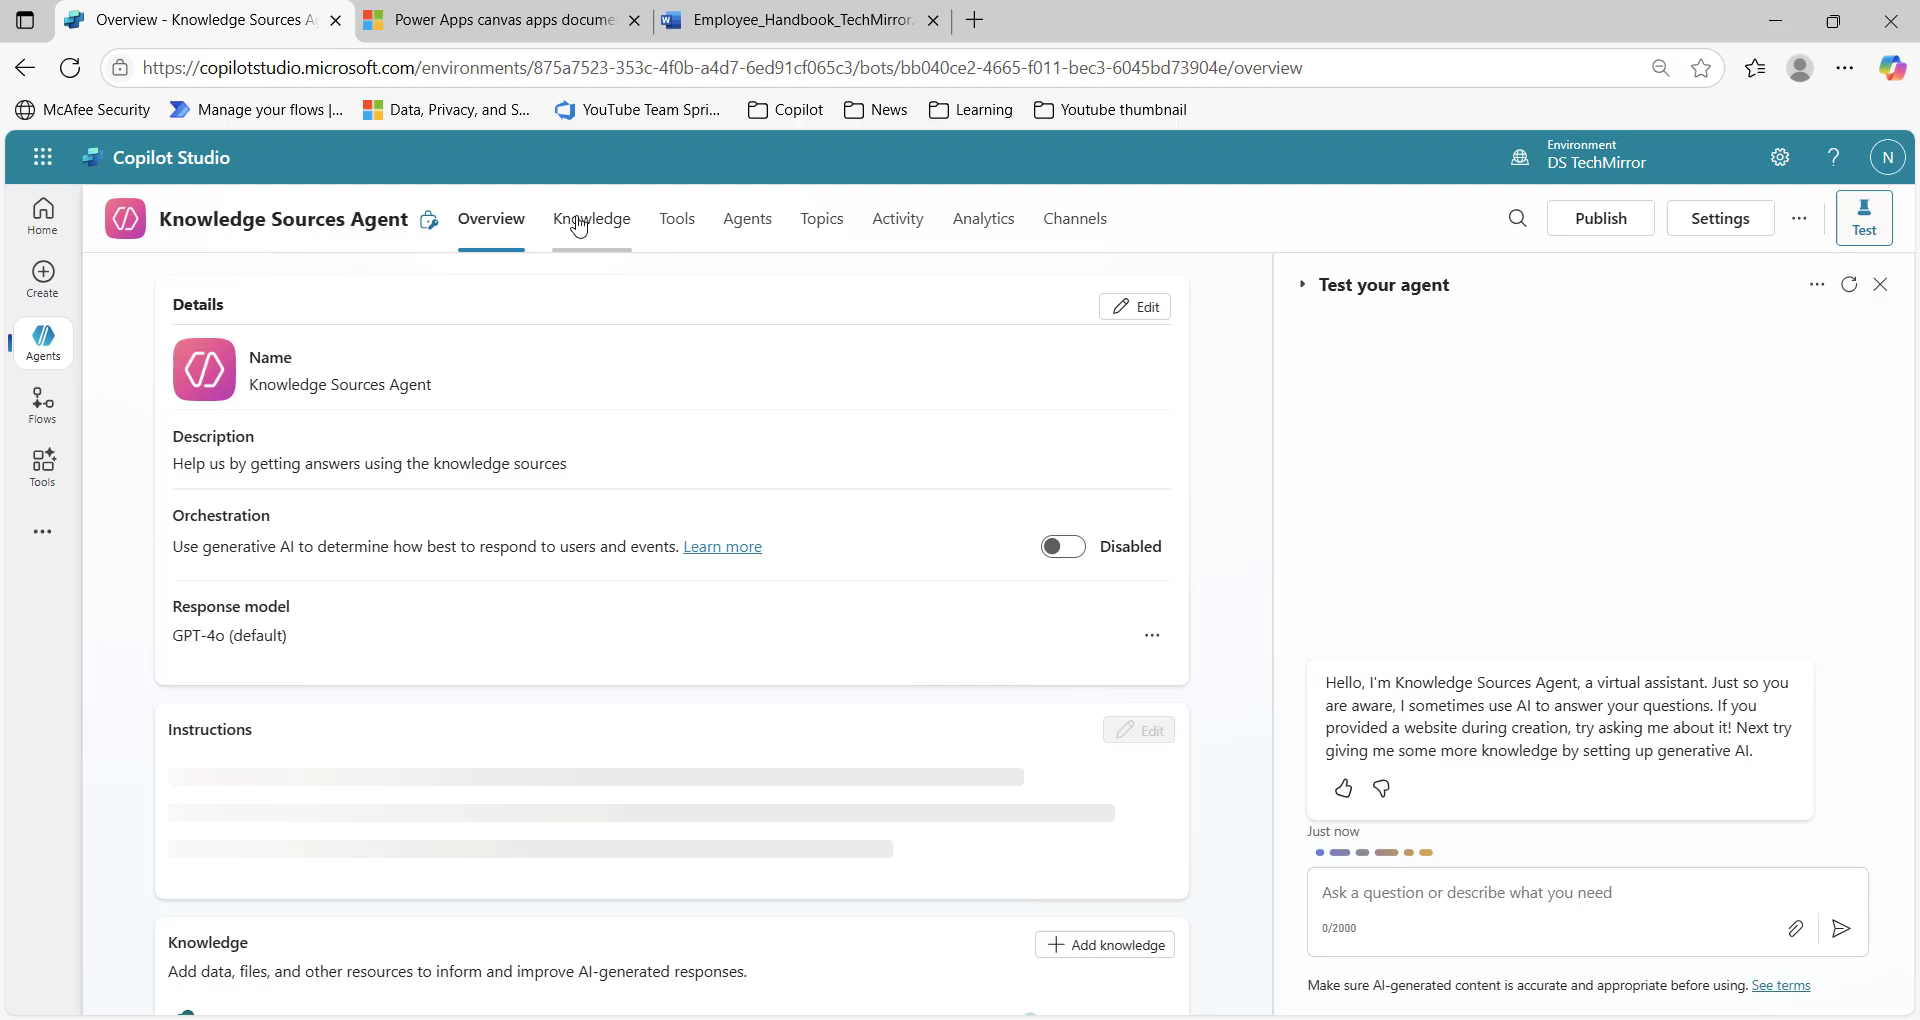 Overview - Knowledge Sources A
Power Apps canvas apps docume
Employee_Handbook_TechMirror.
https://copilotstudio.microsoft.com/environments/875a7523-353c-4f0b-a4d7-6ed91cf065c3/bots/bb040ce2-4665-f011-bec3-6045bd73904e/overview
McAfee Security
Manage your flows |...
Data, Privacy, and S...
YouTube Team Spri...
Copilot
News
Learning
Youtube thumbnail
Copilot Studio
Environment
DS TechMirror
N
Home
Create
Agents
Flows
Tools
Knowledge Sources Agent
Overview
Knowledge
Tools
Agents
Topics
Activity
Analytics
Channels
Publish
Settings
Test
Details
Edit
Name
Knowledge Sources Agent
Description
Help us by getting answers using the knowledge sources
Orchestration
Use generative AI to determine how best to respond to users and events. Learn more
Disabled
Response model
GPT-4o (default)
Instructions
Edit
Knowledge
Add knowledge
Add data, files, and other resources to inform and improve AI-generated responses.
Test your agent
Hello, I'm Knowledge Sources Agent, a virtual assistant. Just so you
are aware, I sometimes use AI to answer your questions. If you
provided a website during creation, try asking me about it! Next try
giving me some more knowledge by setting up generative AI.
Just now
Ask a question or describe what you need
0/2000
Make sure AI-generated content is accurate and appropriate before using. See terms